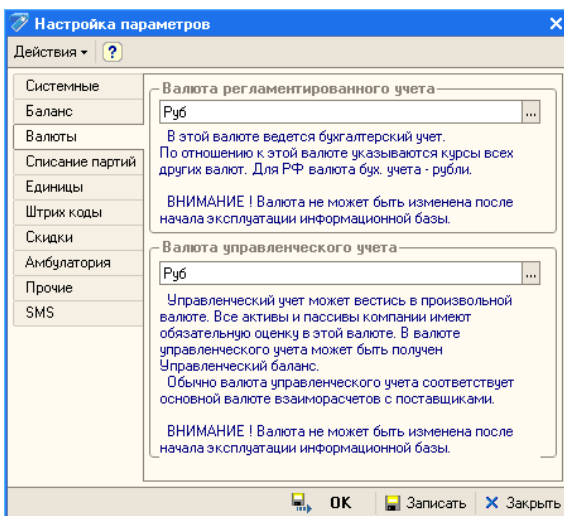 Настройка параметров
Действия
?
Системные
Баланс
Валюты
Списание партий
Единицы
Штрих коды
Скидки
Амбулатория
Прочие
SMS
Валюта регламентированного учета
Руб
...
В этой валюте ведется бухгалтерский учет.
По отношению к этой валюте указываются курсы всех
других валют. Для РФ валюта бух. учета - рубли.
ВНИМАНИЕ ! Валюта не может быть изменена после
начала эксплуатации информационной базы.
Валюта управленческого учета
Руб
...
Управленческий учет может вестись в произвольной
валюте. Все активы и пассивы компании имеют
обязательную оценку в этой валюте. В валюте
управленческого учета может быть получен
Управленческий баланс.
Обычно валюта управленческого учета соответствует
основной валюте взаиморасчетов с поставщиками.
ВНИМАНИЕ ! Валюта не может быть изменена после
начала эксплуатации информационной базы.
OK
Записать
Закрыть